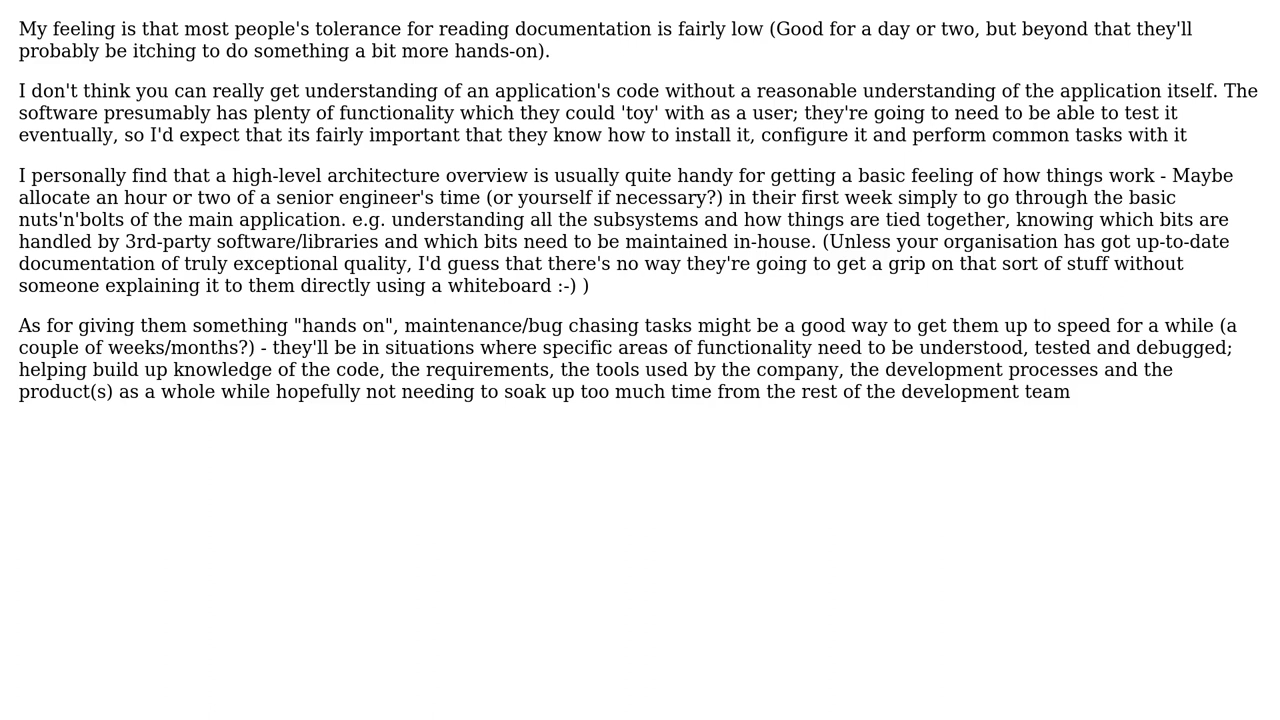 My feeling is that most people's tolerance for reading documentation is fairly low (Good for a day or two, but beyond that they'll
probably be itching to do something a bit more hands-on).
I don't think you can really get understanding of an application's code without a reasonable understanding of the application itself. The
software presumably has plenty of functionality which they could 'toy' with as a user; they're going to need to be able to test it
eventually, so I'd expect that its fairly important that they know how to install it, configure it and perform common tasks with it
I personally find that a high-level architecture overview is usually quite handy for getting a basic feeling of how things work - Maybe
allocate an hour or two of a senior engineer's time (or yourself if necessary?) in their first week simply to go through the basic
nuts'n'bolts of the main application. e.g. understanding all the subsystems and how things are tied together, knowing which bits are
handled by 3rd-party software/libraries and which bits need to be maintained in-house. (Unless your organisation has got up-to-date
documentation of truly exceptional quality, I'd guess that there's no way they're going to get a grip on that sort of stuff without
someone explaining it to them directly using a whiteboard :-) )
As for giving them something "hands on", maintenance/bug chasing tasks might be a good way to get them up to speed for a while (a
couple of weeks/months?) - they'll be in situations where specific areas of functionality need to be understood, tested and debugged;
helping build up knowledge of the code, the requirements, the tools used by the company, the development processes and the
product(s) as a whole while hopefully not needing to soak up too much time from the rest of the development team